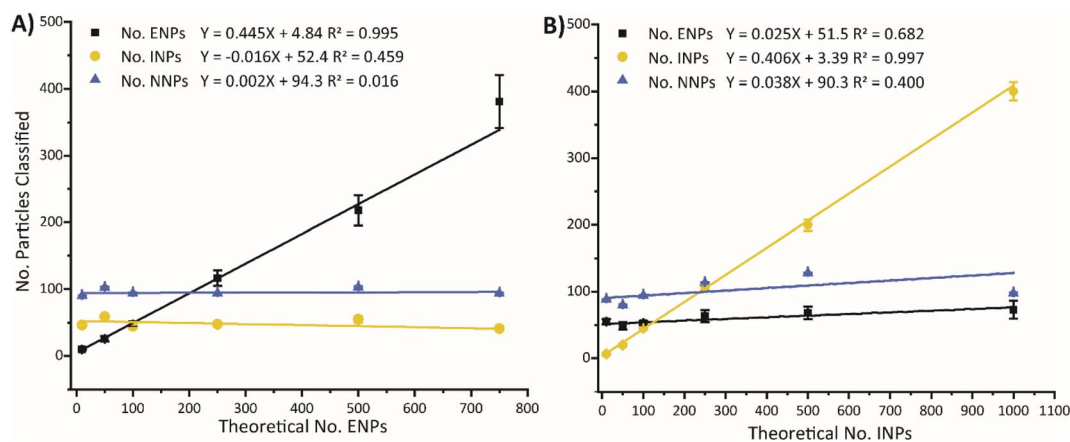 A)
No. ENPs Y = 0.445X + 4.84 R² = 0.995
No. INPs Y = -0.016X + 52.4 R² = 0.459
No. NNPs Y = 0.002X + 94.3 R² = 0.016
500
400
300
200
100
0
No. Particles Classified
0 100 200 300 400 500 600 700 800
Theoretical No. ENPs
B)
No. ENPs Y = 0.025X + 51.5 R² = 0.682
No. INPs Y = 0.406X + 3.39 R² = 0.997
No. NNPs Y = 0.038X + 90.3 R² = 0.400
500
400
300
200
100
0
0 100 200 300 400 500 600 700 800 900 1000 1100
Theoretical No. INPs